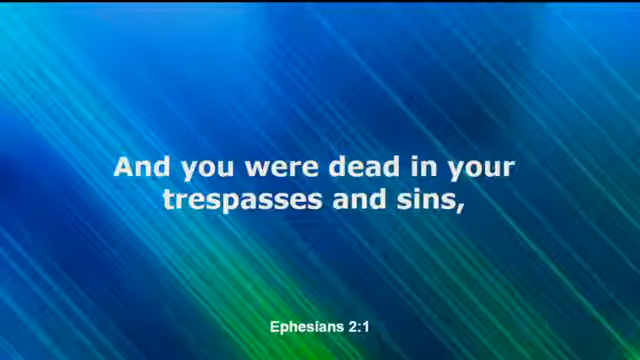 And you were dead in your
trespasses and sins,
Ephesians 2:1